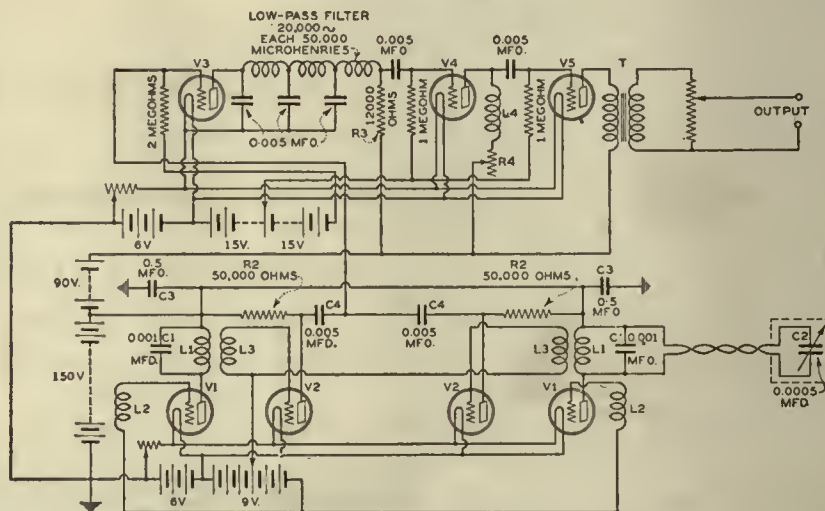 LOW-PASS FILTER
20,000~
EACH 50,000
MICROHENRIES
0.005
MFD
0.005
MFD.
V3
V4
V5
T
2 MEGOHMS
0.005 MFD.
12000
OHMS
R3
1 MEGOHM
L4
R4
1 MEGOHM
OUTPUT
6V
15V.
15V
90V.
0.5
MFD.
C3
R2
50,000 OHMS
R2
50,000 OHMS
C3
0.5
MFD
C4
0.005
MFD.
C4
0.005
MFD.
0.001 C1
MFD.
L1
L3
L3
L1
C' 0.001
MFD.
C2
0.0005
MFD.
150V
L2
V1
V2
V2
V1
L2
6V
9V.